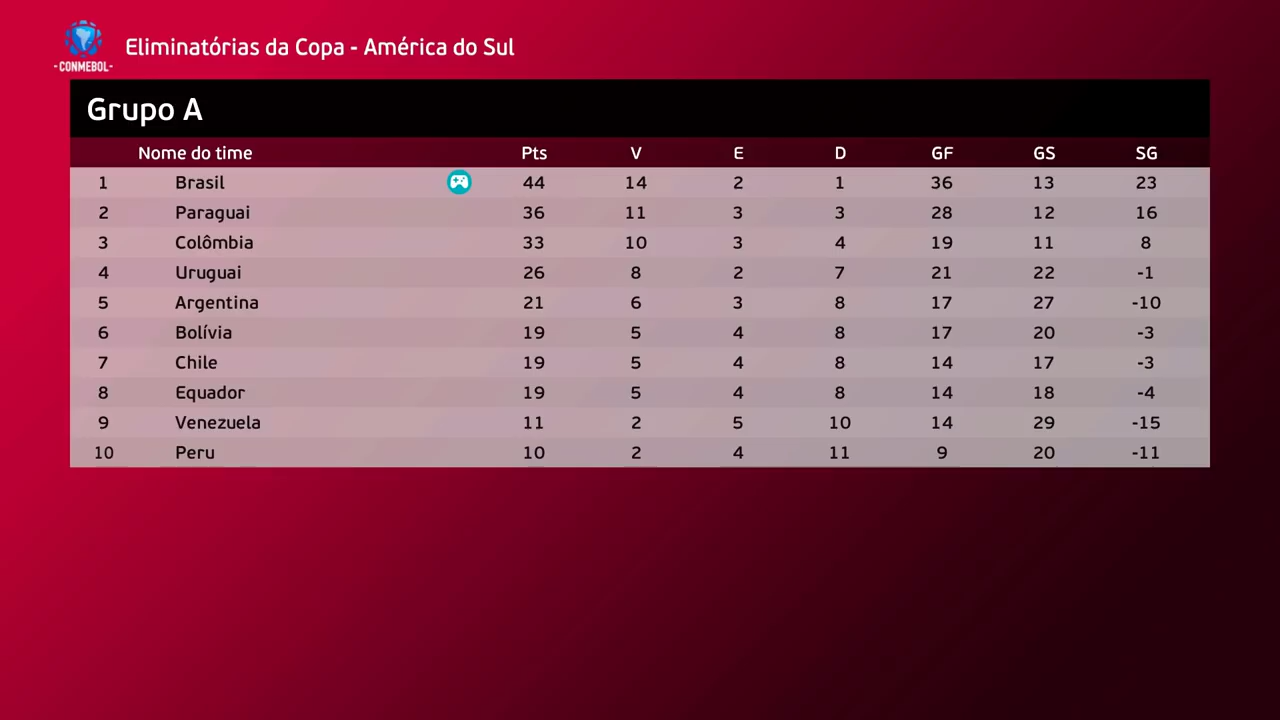 Eliminatórias da Copa - América do Sul
-CONMEBOL-
Grupo A
Nome do time Pts V E D GF GS SG
1 Brasil 44 14 2 1 36 13 23
2 Paraguai 36 11 3 3 28 12 16
3 Colômbia 33 10 3 4 19 11 8
4 Uruguai 26 8 2 7 21 22 -1
5 Argentina 21 6 3 8 17 27 -10
6 Bolívia 19 5 4 8 17 20 -3
7 Chile 19 5 4 8 14 17 -3
8 Equador 19 5 4 8 14 18 -4
9 Venezuela 11 2 5 10 14 29 -15
10 Peru 10 2 4 11 9 20 -11